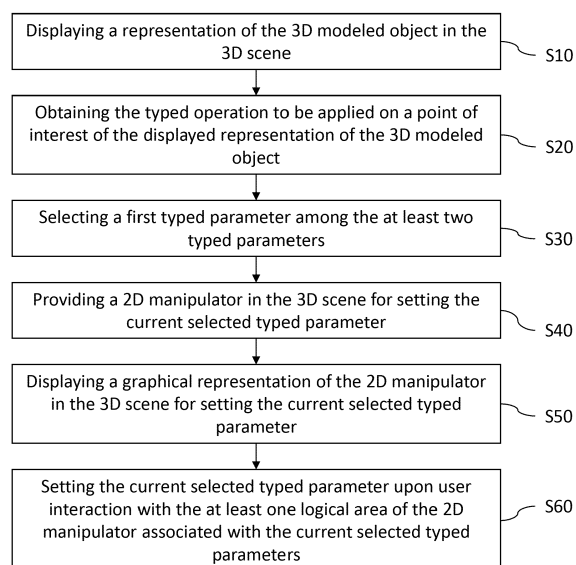 Displaying a representation of the 3D modeled object in the
3D scene
S10
Obtaining the typed operation to be applied on a point of
interest of the displayed representation of the 3D modeled
object
S20
Selecting a first typed parameter among the at least two
typed parameters
S30
Providing a 2D manipulator in the 3D scene for setting the
current selected typed parameter
S40
Displaying a graphical representation of the 2D manipulator
in the 3D scene for setting the current selected typed
parameter
S50
Setting the current selected typed parameter upon user
interaction with the at least one logical area of the 2D
manipulator associated with the current selected typed
parameters
S60